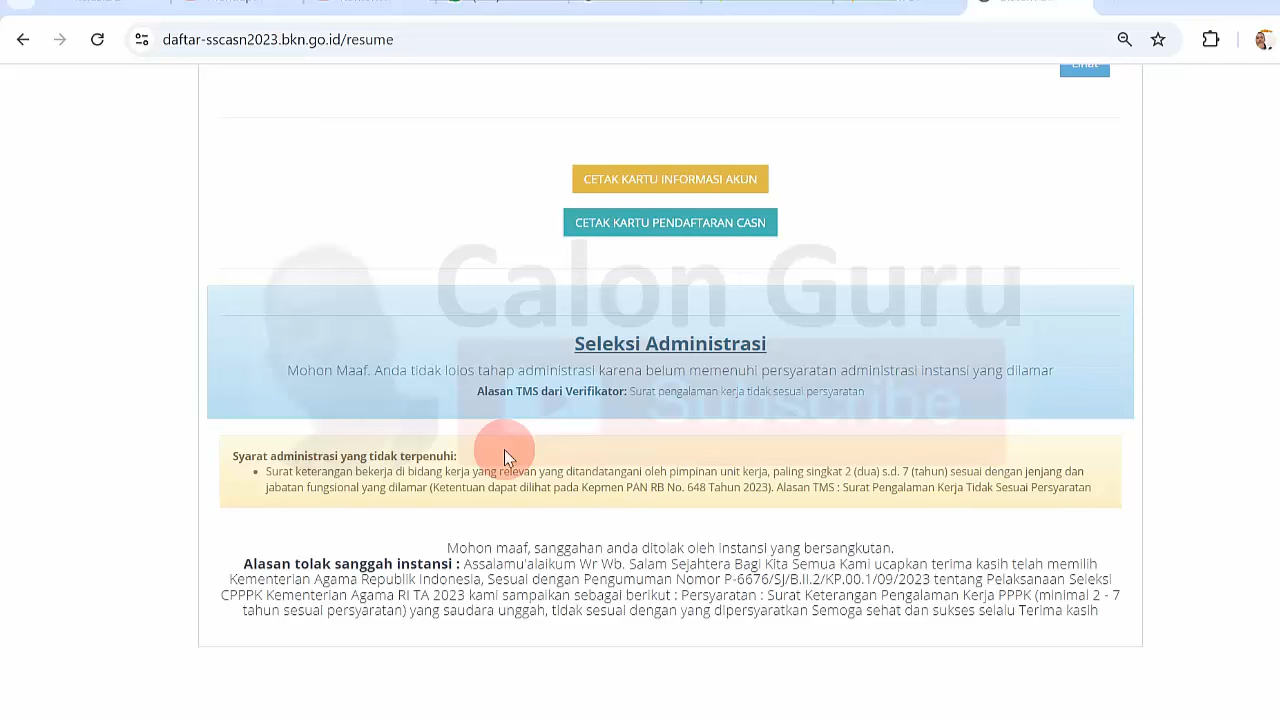 daftar-sscasn2023.bkn.go.id/resume
Lihat
CETAK KARTU INFORMASI AKUN
CETAK KARTU PENDAFTARAN CASN
Calon Guru
Seleksi Administrasi
Mohon Maaf. Anda tidak lolos tahap administrasi karena belum memenuhi persyaratan administrasi instansi yang dilamar
Alasan TMS dari Verifikator: Surat pengalaman kerja tidak sesuai persyaratan
Subscribe
Syarat administrasi yang tidak terpenuhi:
• Surat keterangan bekerja di bidang kerja yang relevan yang ditandatangani oleh pimpinan unit kerja, paling singkat 2 (dua) s.d. 7 (tahun) sesuai dengan jenjang dan
jabatan fungsional yang dilamar (Ketentuan dapat dilihat pada Kepmen PAN RB No. 648 Tahun 2023). Alasan TMS : Surat Pengalaman Kerja Tidak Sesuai Persyaratan
Mohon maaf, sanggahan anda ditolak oleh instansi yang bersangkutan.
Alasan tolak sanggah instansi : Assalamu'alaikum Wr Wb. Salam Sejahtera Bagi Kita Semua Kami ucapkan terima kasih telah memilih
Kementerian Agama Republik Indonesia, Sesuai dengan Pengumuman Nomor P-6676/SJ/B.II.2/KP.00.1/09/2023 tentang Pelaksanaan Seleksi
CPPPK Kementerian Agama RI TA 2023 kami sampaikan sebagai berikut : Persyaratan : Surat Keterangan Pengalaman Kerja PPPK (minimal 2 - 7
tahun sesuai persyaratan) yang saudara unggah, tidak sesuai dengan yang dipersyaratkan Semoga sehat dan sukses selalu Terima kasih